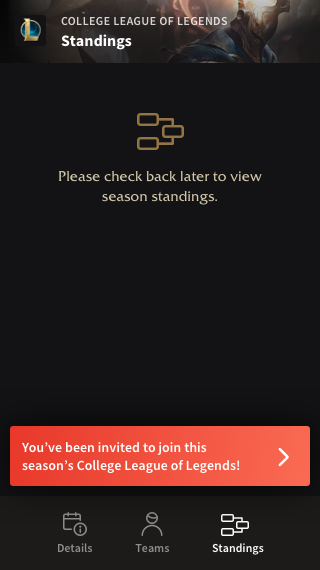 COLLEGE LEAGUE OF LEGENDS
Standings
Please check back later to view
season standings.
You’ve been invited to join this
season’s College League of Legends!
Details
Teams
Standings